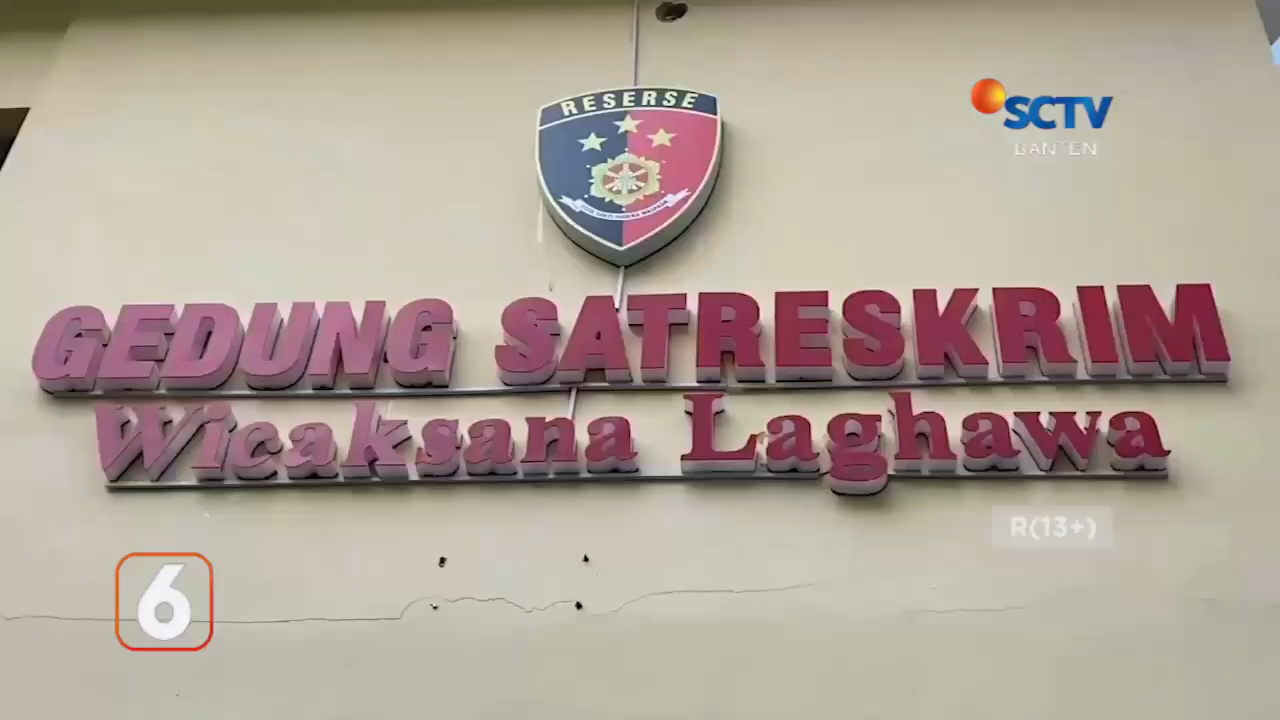 RESERSE
SCTV
BANTEN
GEDUNG SATRESKRIM
Wicaksana Laghawa
R(13+)
6